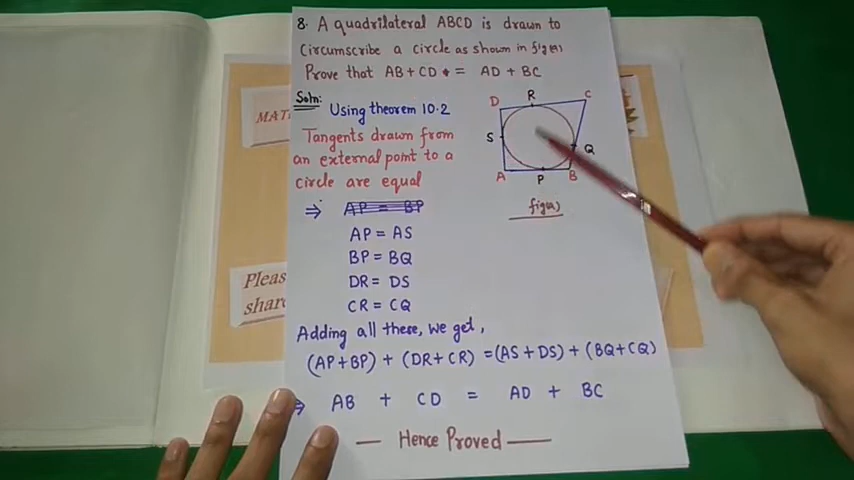 8. A quadrilateral ABCD is drawn to
Circumscribe a circle as shown in fig(a)
Prove that AB + CD = AD + BC
Soln:
Using theorem 10.2
Tangents drawn from
an external point to a
circle are equal
⇒ AP = BP
AP = AS
BP = BQ
DR = DS
CR = CQ
D R C
S Q
A P B
fig(a)
Adding all these, we get,
(AP+BP) + (DR+CR) = (AS+DS) + (BQ+CQ)
⇒ AB + CD = AD + BC
— Hence Proved —
MAT
Pleas
share